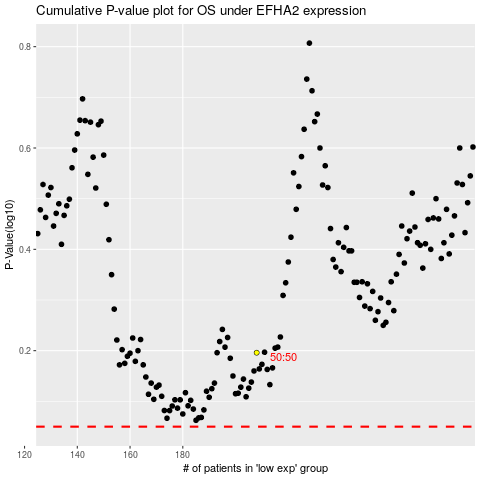 Cumulative P-value plot for OS under EFHA2 expression
P-Value(log10)
0.8
0.6
0.4
0.2
50:50
120 140 160 180
# of patients in 'low exp' group